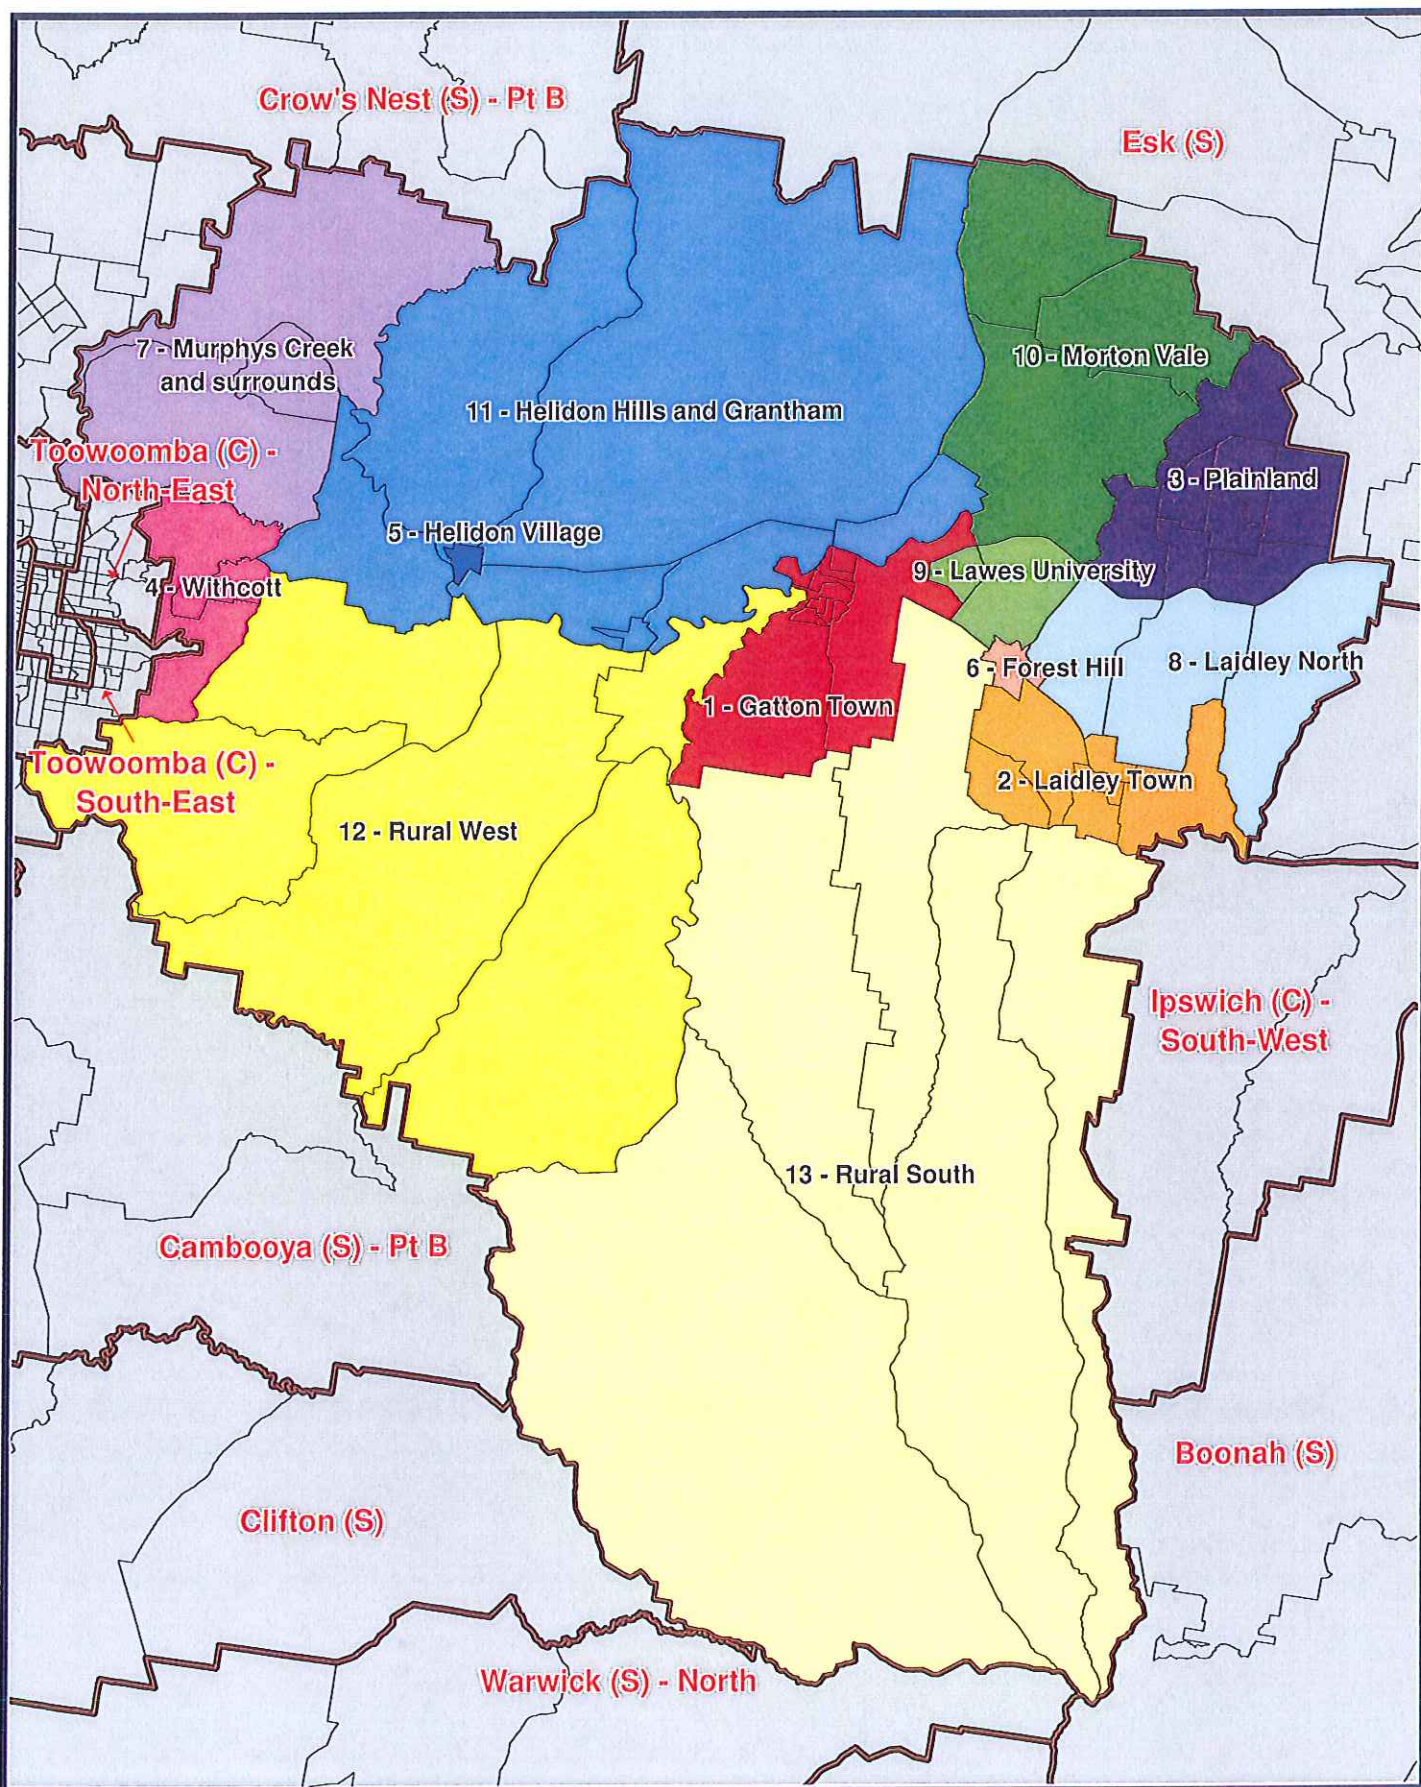 Crow's Nest (S) - Pt B
Esk (S)
7 - Murphys Creek
and surrounds
10 - Morton Vale
11 - Helidon Hills and Grantham
Toowoomba (C) -
North-East
3 - Plainland
5 - Helidon Village
4 - Withcott
9 - Lawes University
6 - Forest Hill
8 - Laidley North
1 - Gatton Town
Toowoomba (C) -
South-East
2 - Laidley Town
12 - Rural West
Ipswich (C) -
South-West
13 - Rural South
Cambooya (S) - Pt B
Boonah (S)
Clifton (S)
Warwick (S) - North